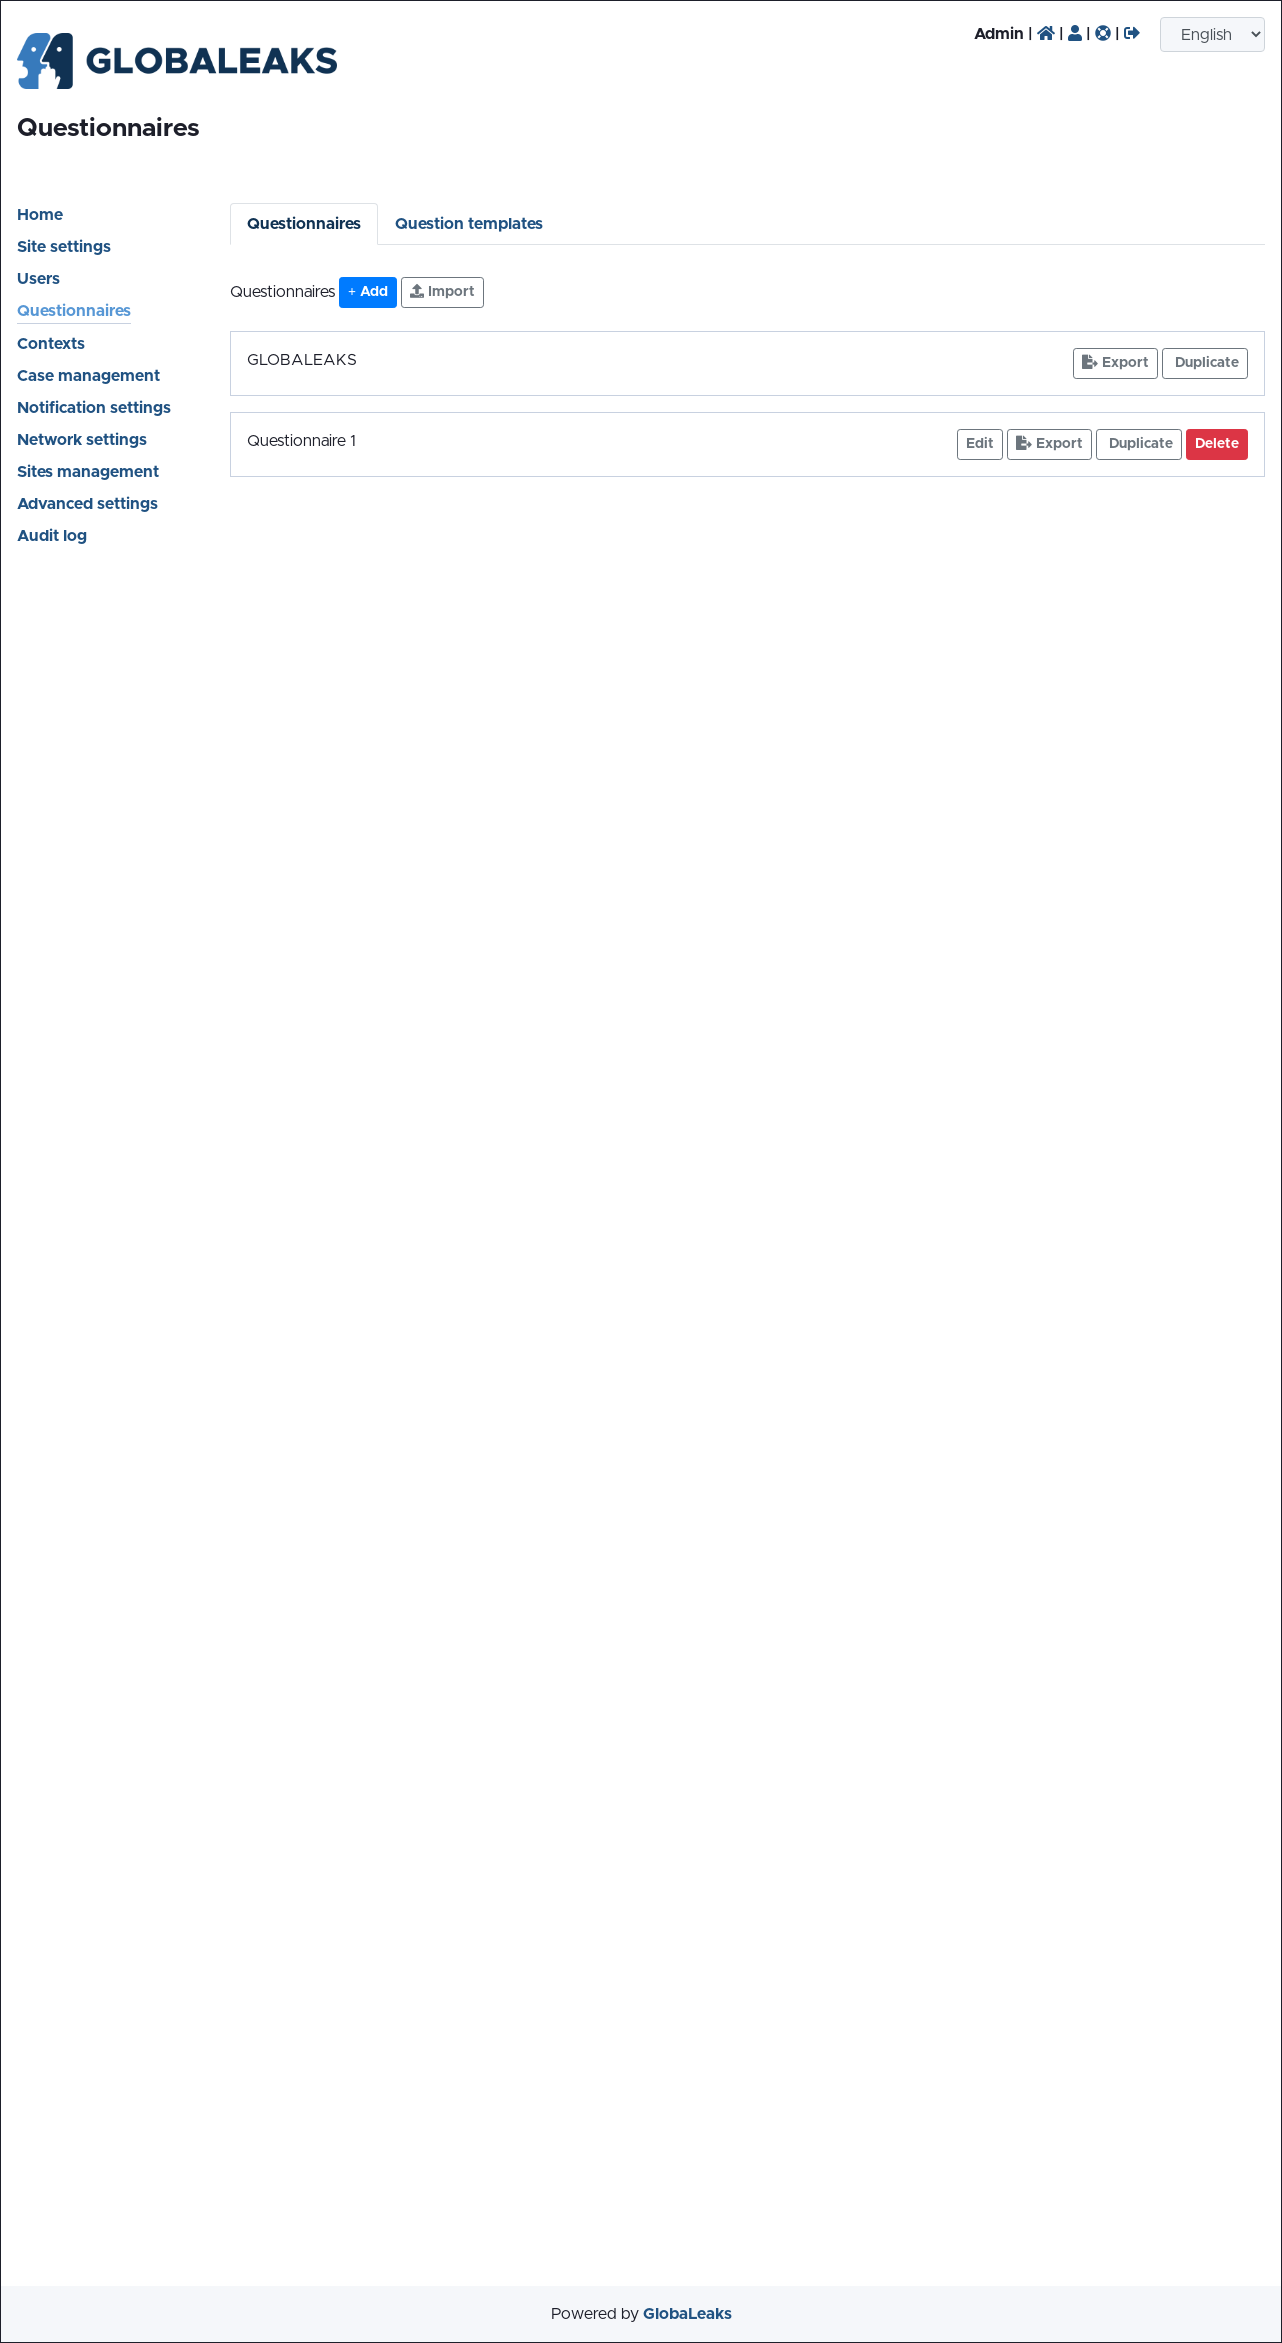 GLOBALEAKS
Admin | | | |
English
Questionnaires
Home
Site settings
Users
Questionnaires
Contexts
Case management
Notification settings
Network settings
Sites management
Advanced settings
Audit log
Questionnaires Question templates
Questionnaires + Add Import
GLOBALEAKS Export Duplicate
Questionnaire 1 Edit Export Duplicate Delete
Powered by GlobaLeaks